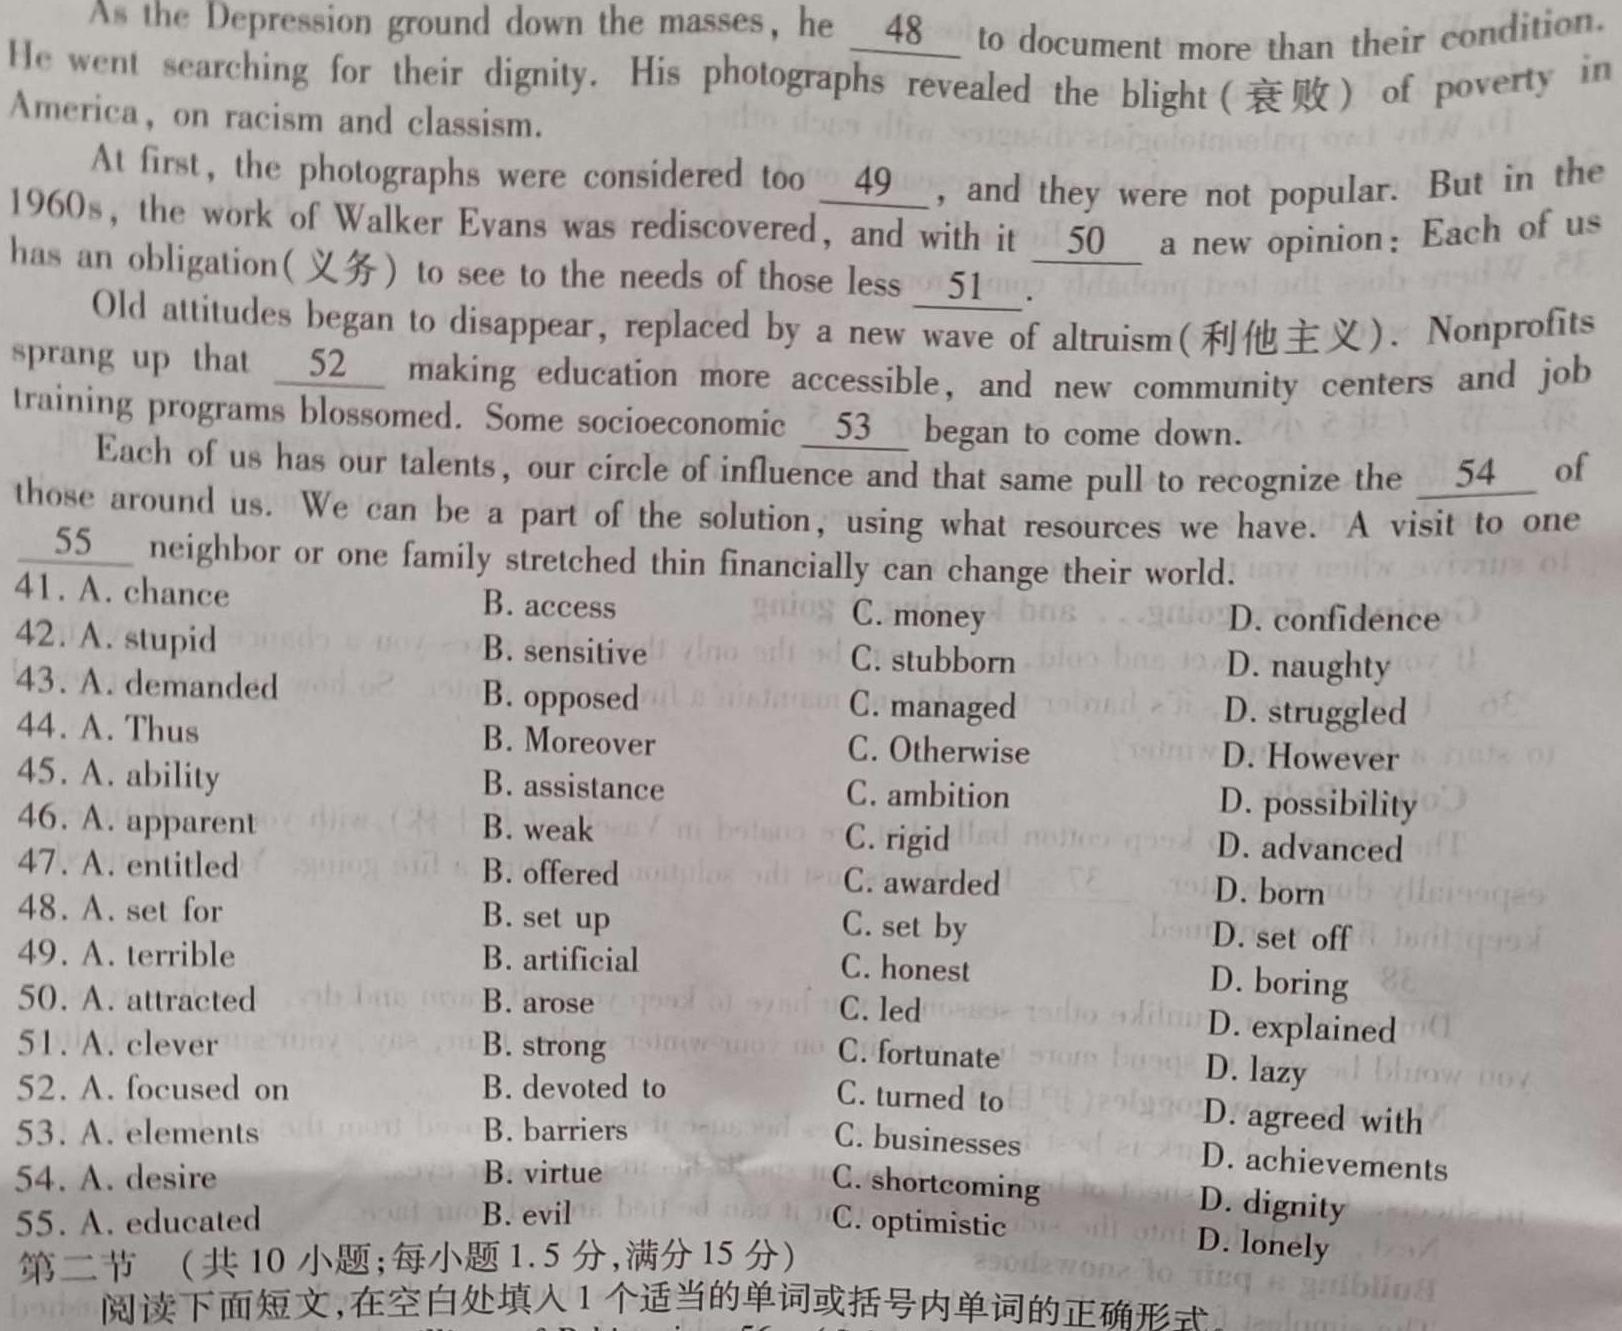 As the Depression ground down the masses, he 48 to document more than their condition.
He went searching for their dignity. His photographs revealed the blight(衰败) of poverty in
America, on racism and classism.
At first, the photographs were considered too 49 , and they were not popular. But in the
1960s, the work of Walker Evans was rediscovered, and with it 50 a new opinion: Each of us
has an obligation(义务) to see to the needs of those less 51 .
Old attitudes began to disappear, replaced by a new wave of altruism(利他主义). Nonprofits
sprang up that 52 making education more accessible, and new community centers and job
training programs blossomed. Some socioeconomic 53 began to come down.
Each of us has our talents, our circle of influence and that same pull to recognize the 54 of
those around us. We can be a part of the solution, using what resources we have. A visit to one
55 neighbor or one family stretched thin financially can change their world.
41. A. chance B. access C. money D. confidence
42. A. stupid B. sensitive C. stubborn D. naughty
43. A. demanded B. opposed C. managed D. struggled
44. A. Thus B. Moreover C. Otherwise D. However
45. A. ability B. assistance C. ambition D. possibility
46. A. apparent B. weak C. rigid D. advanced
47. A. entitled B. offered C. awarded D. born
48. A. set for B. set up C. set by D. set off
49. A. terrible B. artificial C. honest D. boring
50. A. attracted B. arose C. led D. explained
51. A. clever B. strong C. fortunate D. lazy
52. A. focused on B. devoted to C. turned to D. agreed with
53. A. elements B. barriers C. businesses D. achievements
54. A. desire B. virtue C. shortcoming D. dignity
55. A. educated B. evil C. optimistic D. lonely
第二节 (共10小题;每小题1.5分,满分15分)
阅读下面短文,在空白处填入1个适当的单词或括号内单词的正确形式。